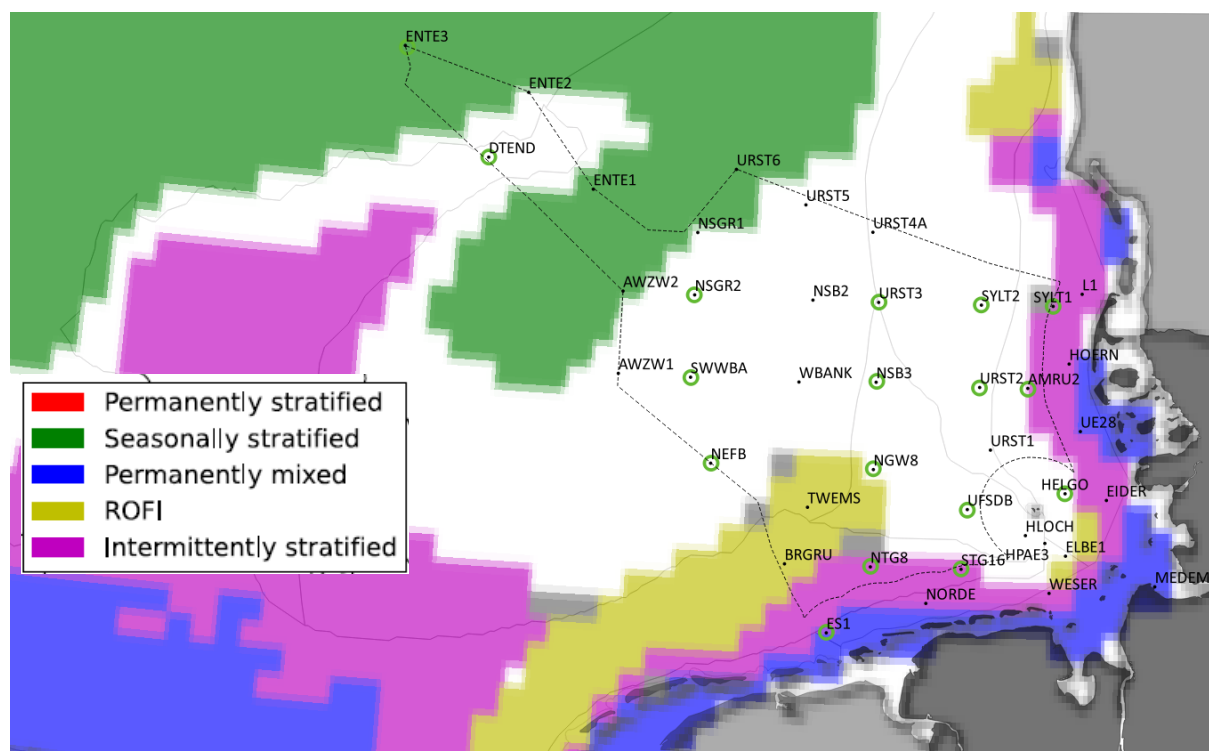 ENTE3
ENTE2
DTEND
URST6
ENTE1
URST5
NSGR1
URST4A
AWZW2
NSGR2
NSB2
URST3
SYLT2
SYLT1
L1
HOERN
AWZW1
SWWBA
WBANK
NSB3
URST2
AMRU2
UE28
URST1
NEFB
NGW8
HELGO
EIDER
TWEMS
UFSDB
HLOCH
HPAE3
ELBE1
BRGRU
NTG8
STG16
WESER
MEDEM
NORDE
ES1
Permanently stratified
Seasonally stratified
Permanently mixed
ROFI
Intermittently stratified